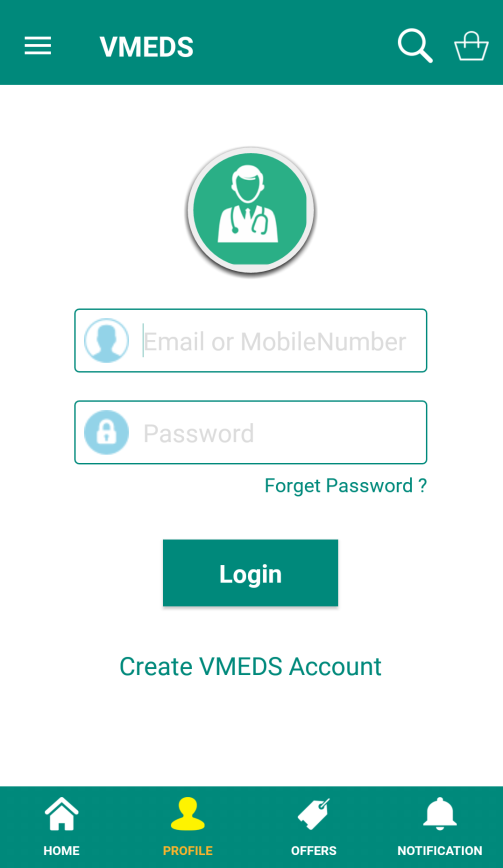 VMEDS
Email or MobileNumber
Password
Forget Password ?
Login
Create VMEDS Account
HOME PROFILE OFFERS NOTIFICATION